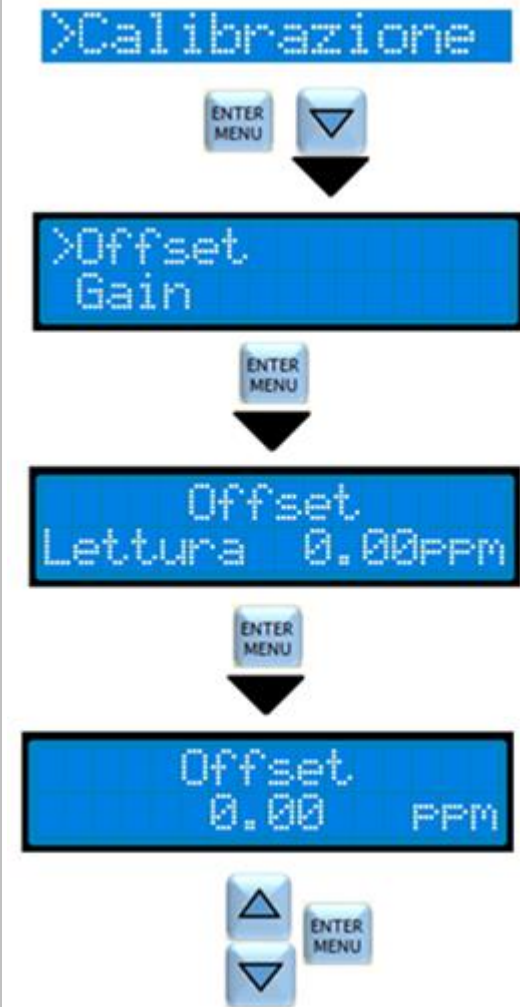 >Calibrazione
ENTER
MENU
>Offset
Gain
ENTER
MENU
Offset
Lettura 0.00ppm
ENTER
MENU
Offset
0.00 ppm
ENTER
MENU